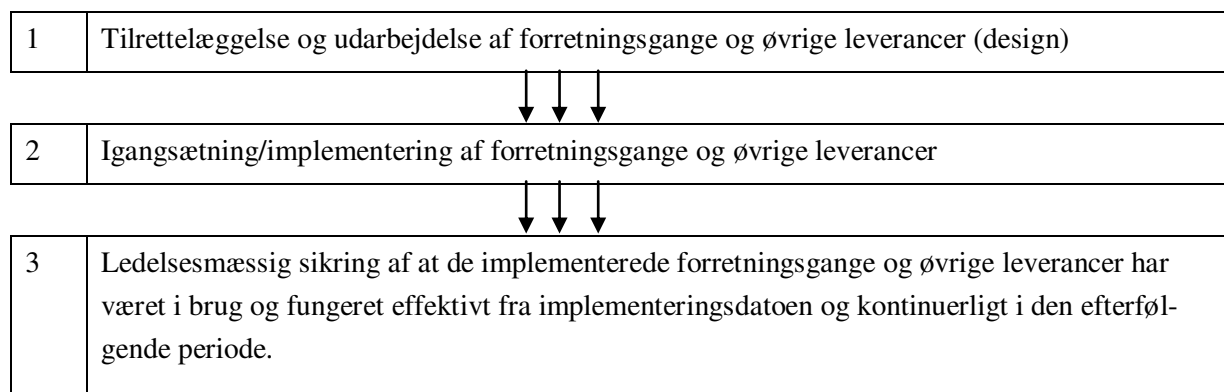 1 Tilrettelæggelse og udarbejdelse af forretningsgange og øvrige leverancer (design)
2 Igangsætning/implementering af forretningsgange og øvrige leverancer
3 Ledelsesmæssig sikring af at de implementerede forretningsgange og øvrige leverancer har
været i brug og fungeret effektivt fra implementeringsdatoen og kontinuerligt i den efterføl-
gende periode.